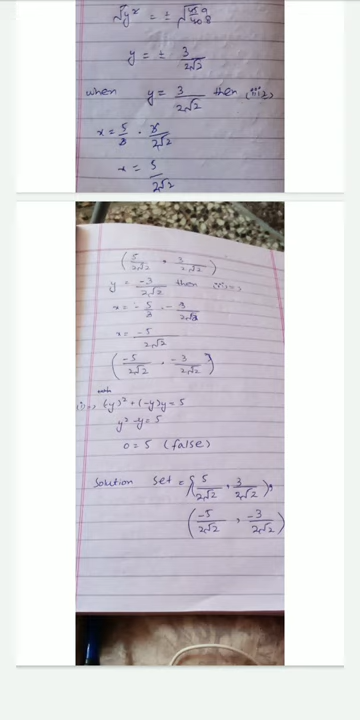 √y² = ± √9/8
y = ± 3/2√2
when y = 3/2√2 then (iii)⇒
x = 5/3 · 3/2√2
x = 5/2√2
(5/2√2 , 3/2√2)
y = -3/2√2 then (iii)⇒
x = 5/3 · -3/2√2
x = -5/2√2
(-5/2√2 , -3/2√2)
(i)⇒ (-y)² + (-y)y = 5
y² - y² = 5
0 = 5 (false)
Solution Set = {(5/2√2 , 3/2√2),
(-5/2√2 , -3/2√2)}